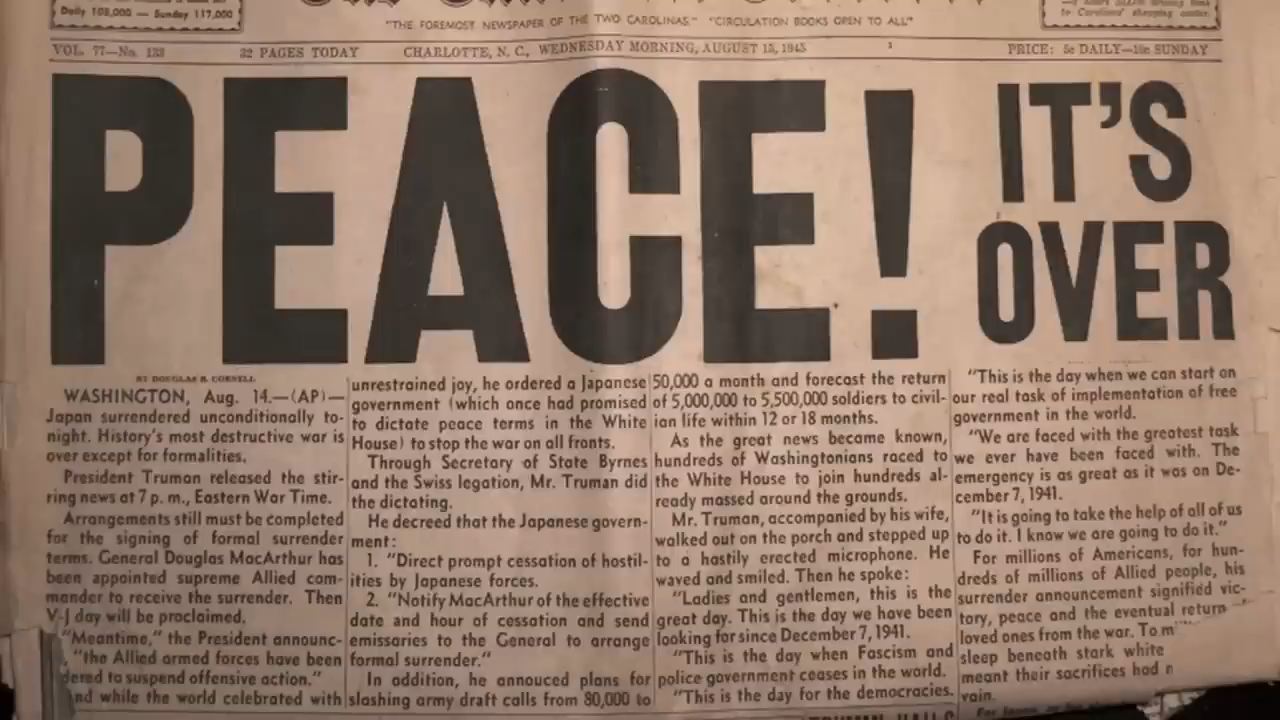 Daily 108,000 — Sunday 117,000
"THE FOREMOST NEWSPAPER OF THE TWO CAROLINAS." "CIRCULATION BOOKS OPEN TO ALL"
to Carolinas' shopping center.
VOL. 77—No. 133 32 PAGES TODAY CHARLOTTE, N. C., WEDNESDAY MORNING, AUGUST 15, 1945 1 PRICE: 5c DAILY—10c SUNDAY
PEACE! IT'S
OVER
BY DOUGLAS B. CORNELL
WASHINGTON, Aug. 14.—(AP)—
Japan surrendered unconditionally to-
night. History's most destructive war is
over except for formalities.
President Truman released the stir-
ring news at 7 p. m., Eastern War Time.
Arrangements still must be completed
for the signing of formal surrender
terms. General Douglas MacArthur has
been appointed supreme Allied com-
mander to receive the surrender. Then
V-J day will be proclaimed.
"Meantime," the President announc-
"the Allied armed forces have been
dered to suspend offensive action."
nd while the world celebrated with
unrestrained joy, he ordered a Japanese
government (which once had promised
to dictate peace terms in the White
House) to stop the war on all fronts.
Through Secretary of State Byrnes
and the Swiss legation, Mr. Truman did
the dictating.
He decreed that the Japanese govern-
ment:
1. "Direct prompt cessation of hostil-
ities by Japanese forces.
2. "Notify MacArthur of the effective
date and hour of cessation and send
emissaries to the General to arrange
formal surrender."
In addition, he annouced plans for
slashing army draft calls from 80,000 to
50,000 a month and forecast the return
of 5,000,000 to 5,500,000 soldiers to civil-
ian life within 12 or 18 months.
As the great news became known,
hundreds of Washingtonians raced to
the White House to join hundreds al-
ready massed around the grounds.
Mr. Truman, accompanied by his wife,
walked out on the porch and stepped up
to a hastily erected microphone. He
waved and smiled. Then he spoke:
"Ladies and gentlemen, this is the
great day. This is the day we have been
looking for since December 7, 1941.
"This is the day when Fascism and
police government ceases in the world.
"This is the day for the democracies.
"This is the day when we can start on
our real task of implementation of free
government in the world.
"We are faced with the greatest task
we ever have been faced with. The
emergency is as great as it was on De-
cember 7, 1941.
"It is going to take the help of all of us
to do it. I know we are going to do it."
For millions of Americans, for hun-
dreds of millions of Allied people, his
surrender announcement signified vic-
tory, peace and the eventual return
loved ones from the war. To m
sleep beneath stark white
meant their sacrifices had n
vain.